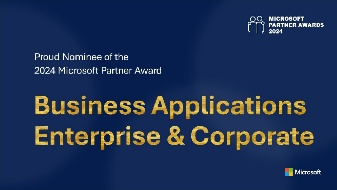 MICROSOFT
PARTNER AWARDS
2024
Proud Nominee of the
2024 Microsoft Partner Award
Business Applications
Enterprise & Corporate
Microsoft